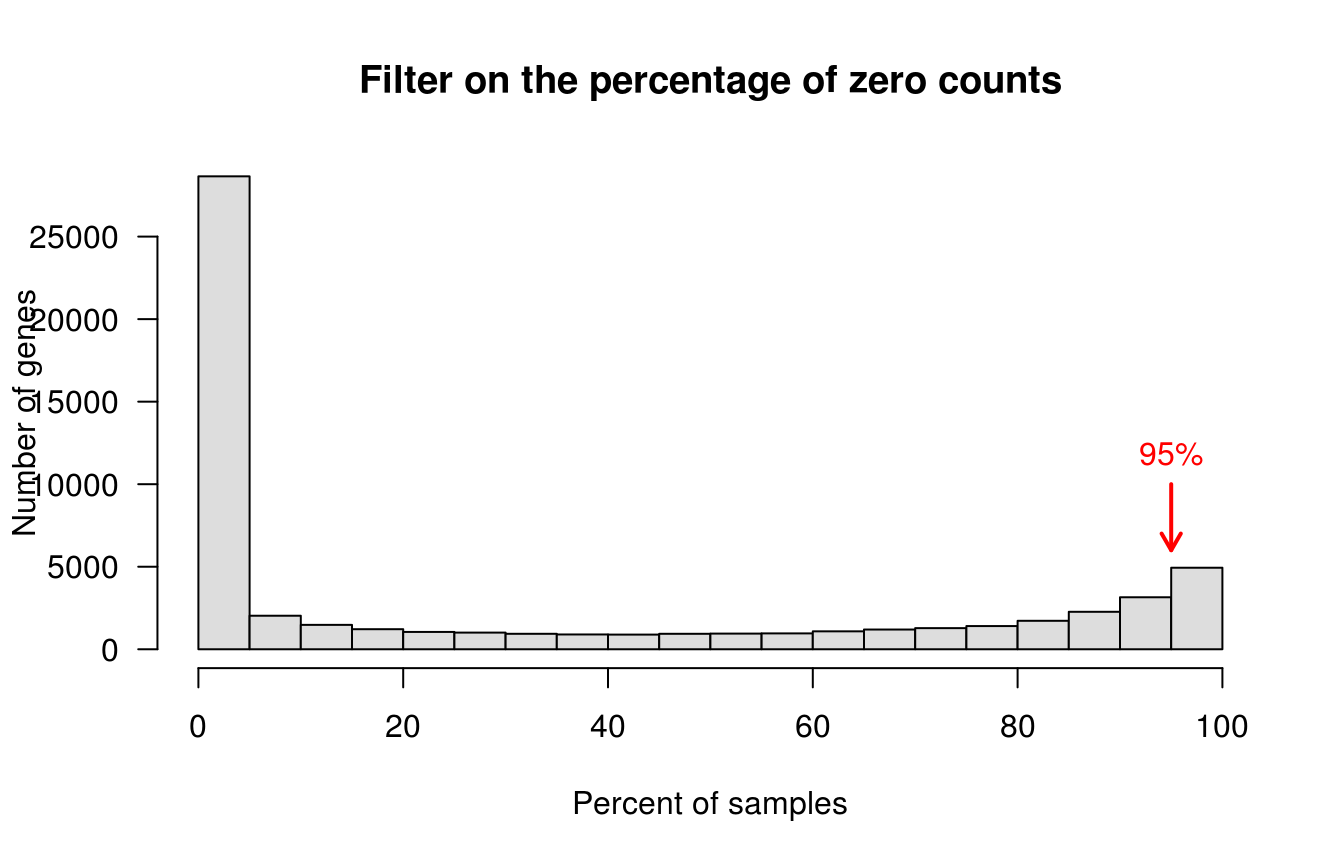 Filter on the percentage of zero counts
Number of genes
25000
20000
15000
10000
5000
0
95%
0 20 40 60 80 100
Percent of samples